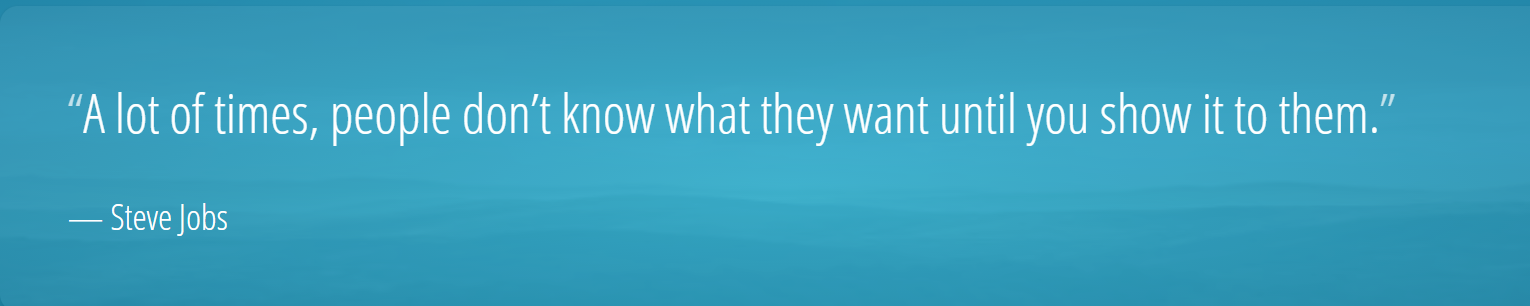 “A lot of times, people don’t know what they want until you show it to them.”
— Steve Jobs